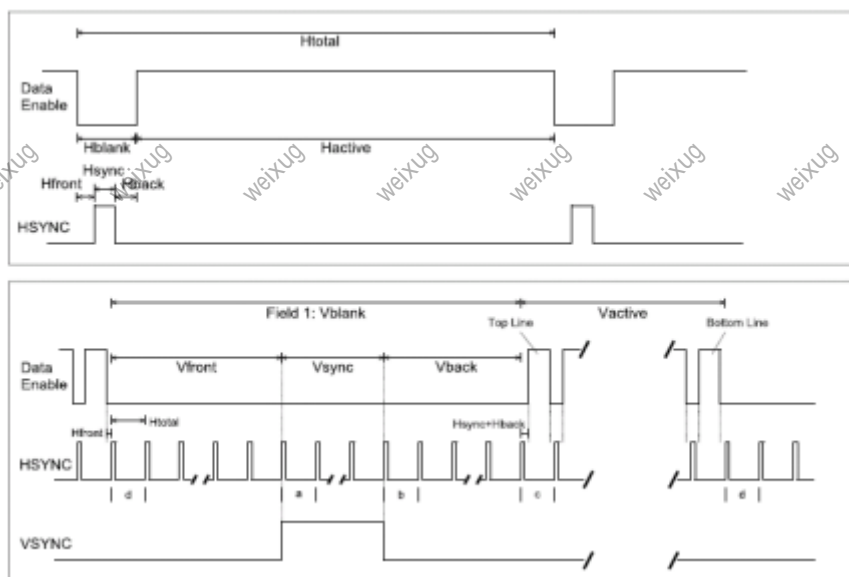 Htotal
Data
Enable
Hblank
Hactive
Hsync
Hfront
Hback
HSYNC
weixug
weixug
weixug
weixug
weixug
weixug
Field 1: Vblank
Vactive
Top Line
Bottom Line
Data
Enable
Vfront
Vsync
Vback
Hfront
Htotal
Hsync+Hback
HSYNC
d
a
b
c
d
VSYNC